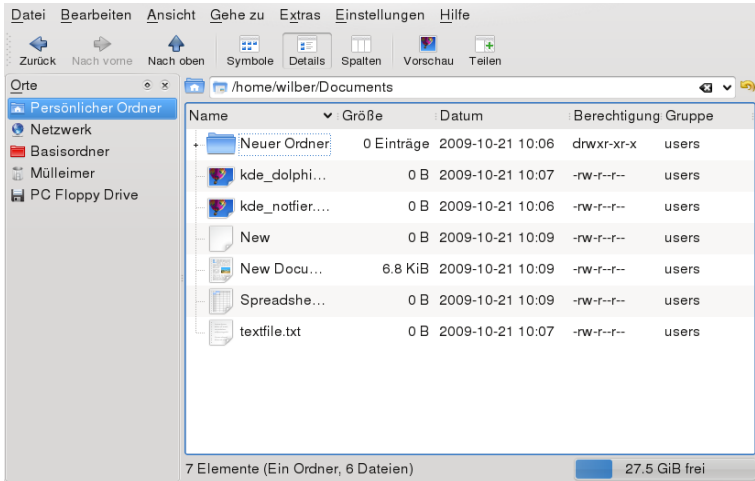 Datei Bearbeiten Ansicht Gehe zu Extras Einstellungen Hilfe
Zurück Nach vorne Nach oben Symbole Details Spalten Vorschau Teilen
Orte
Persönlicher Ordner
Netzwerk
Basisordner
Mülleimer
PC Floppy Drive
/home/wilber/Documents
Name Größe Datum Berechtigung Gruppe
Neuer Ordner 0 Einträge 2009-10-21 10:06 drwxr-xr-x users
kde_dolphi... 0 B 2009-10-21 10:07 -rw-r--r-- users
kde_notfier.... 0 B 2009-10-21 10:06 -rw-r--r-- users
New 0 B 2009-10-21 10:09 -rw-r--r-- users
New Docu... 6.8 KiB 2009-10-21 10:09 -rw-r--r-- users
Spreadshe... 0 B 2009-10-21 10:09 -rw-r--r-- users
textfile.txt 0 B 2009-10-21 10:07 -rw-r--r-- users
7 Elemente (Ein Ordner, 6 Dateien) 27.5 GiB frei